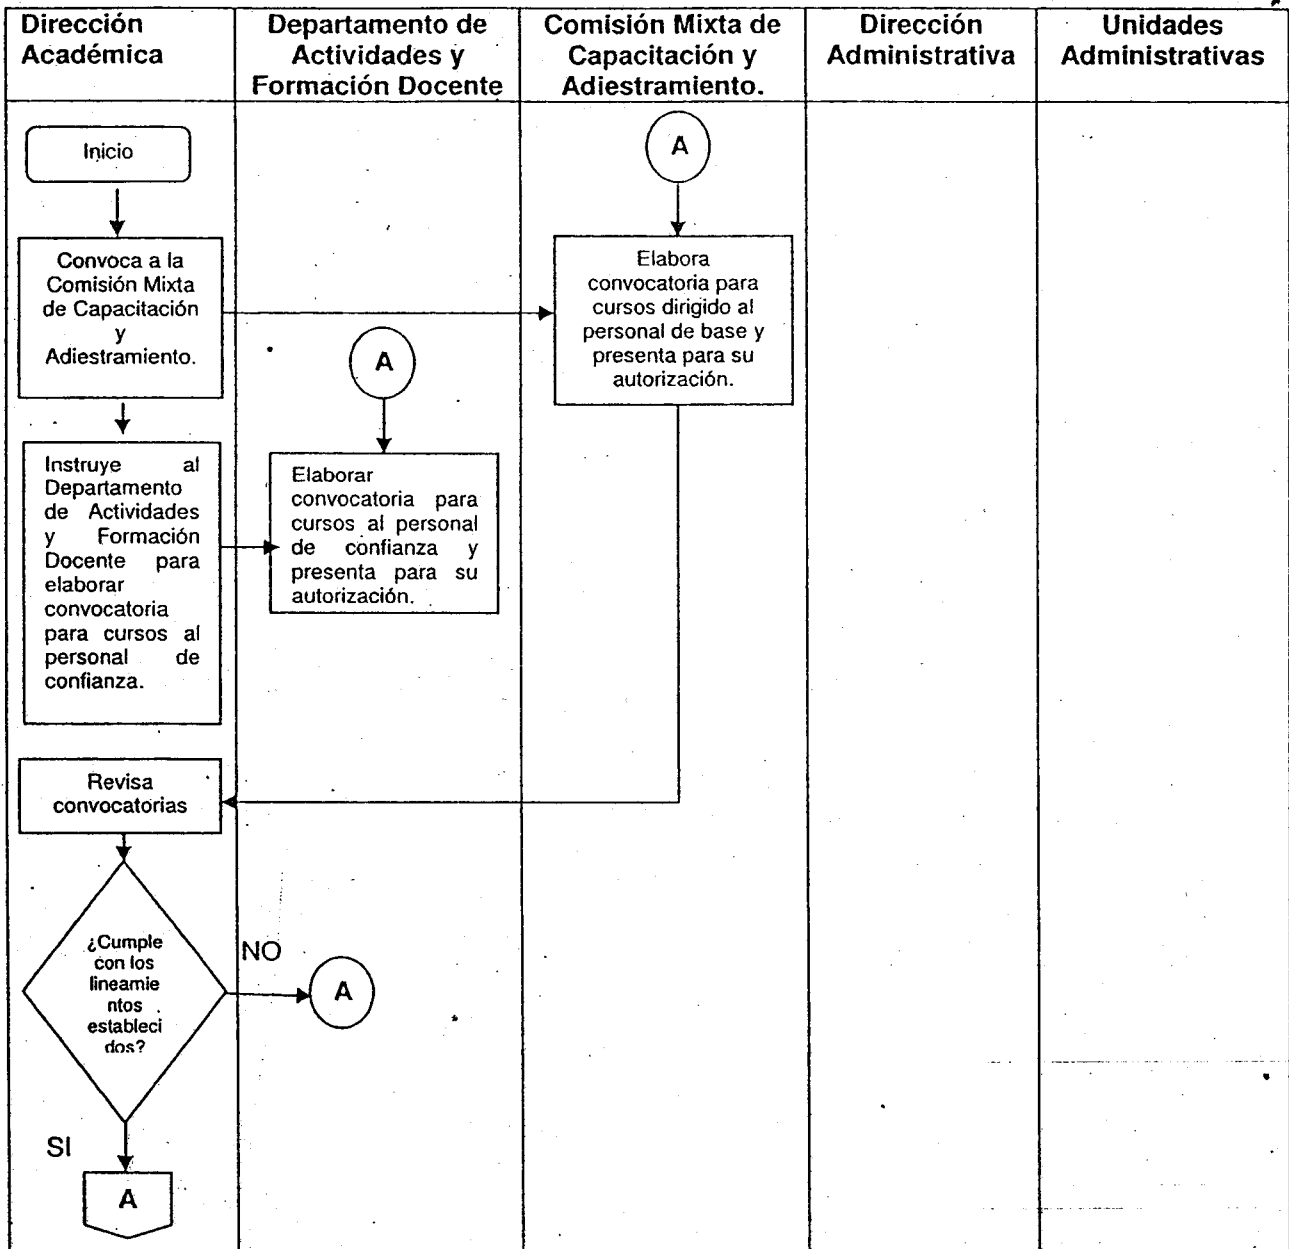 Dirección
Académica
Departamento de
Actividades y
Formación Docente
Comisión Mixta de
Capacitación y
Adiestramiento.
Dirección
Administrativa
Unidades
Administrativas
Inicio
A
Convoca a la
Comisión Mixta
de Capacitación
y
Adiestramiento.
Elabora
convocatoria para
cursos dirigido al
personal de base y
presenta para su
autorización.
A
Instruye al
Departamento
de Actividades
y Formación
Docente para
elaborar
convocatoria
para cursos al
personal de
confianza.
Elaborar
convocatoria para
cursos al personal
de confianza y
presenta para su
autorización.
Revisa
convocatorias
¿Cumple
con los
lineamie
ntos
estableci
dos?
NO
A
SI
A